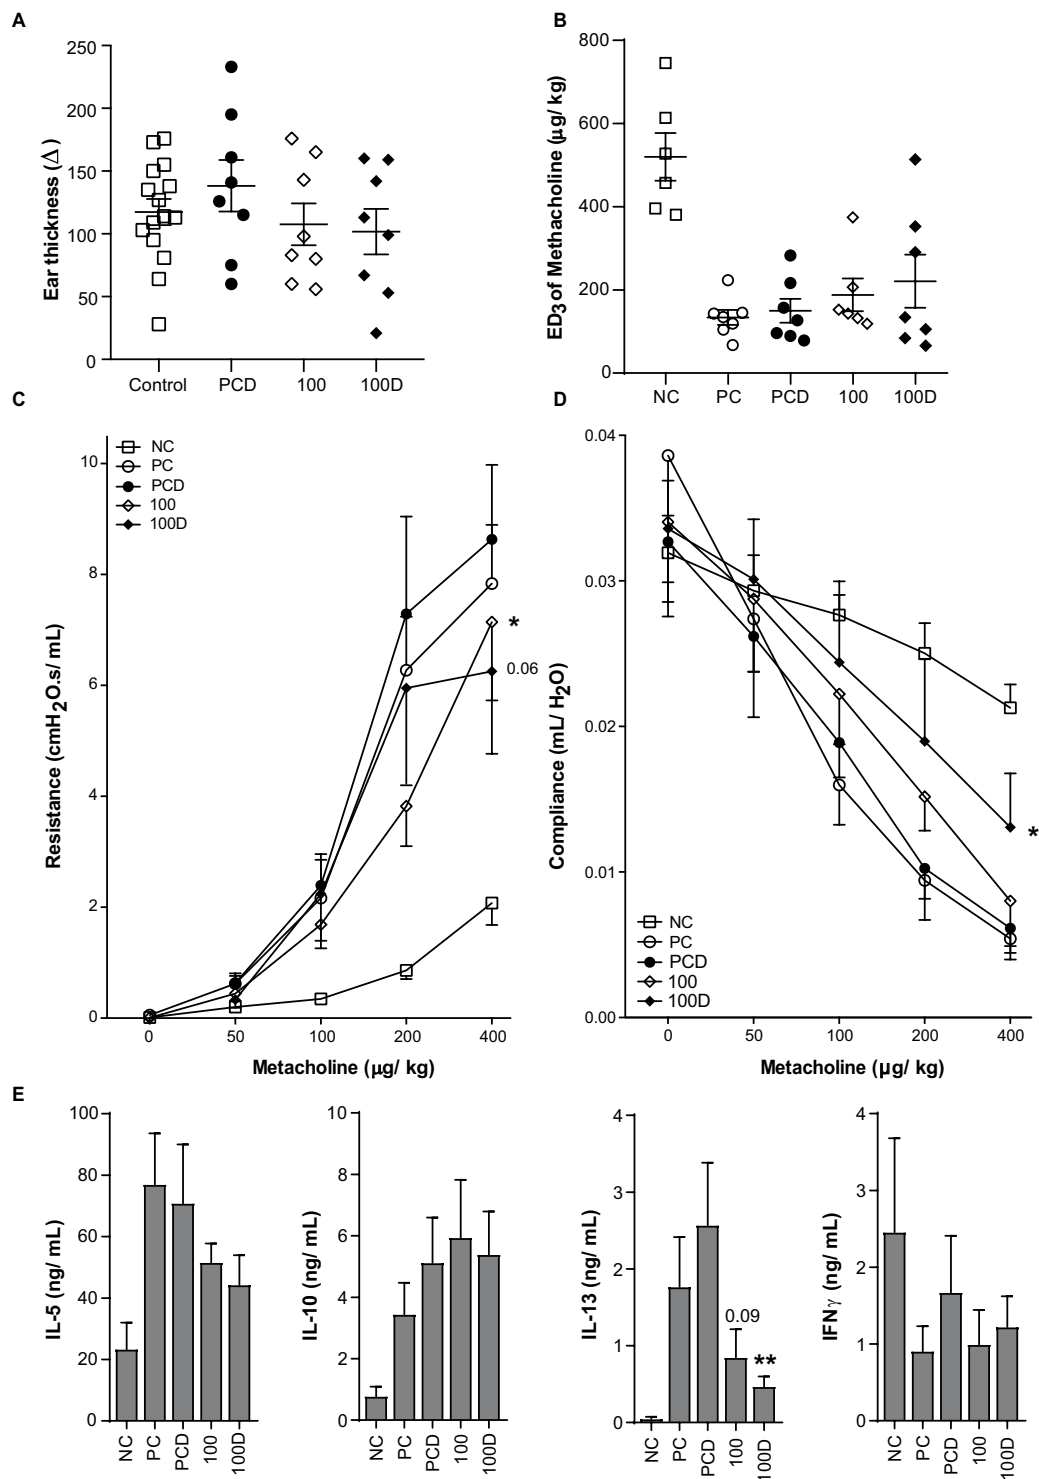 A
250
200
150
100
50
0
Ear thickness (Δ)
Control PCD 100 100D
B
800
600
400
200
0
ED3 of Methacholine (μg/ kg)
NC PC PCD 100 100D
C
NC
PC
PCD
100
100D
10
8
6
4
2
0
Resistance (cmH2O.s/ mL)
*
0.06
0 50 100 200 400
Metacholine (μg/ kg)
D
0.04
0.03
0.02
0.01
0.00
Compliance (mL/ H2O)
*
NC
PC
PCD
100
100D
0 50 100 200 400
Metacholine (μg/ kg)
E
100
80
60
40
20
0
IL-5 (ng/ mL)
NC PC PCD 100 100D
10
8
6
4
2
0
IL-10 (ng/ mL)
NC PC PCD 100 100D
4
3
2
1
0
IL-13 (ng/ mL)
0.09
**
NC PC PCD 100 100D
4
3
2
1
0
IFNγ (ng/ mL)
NC PC PCD 100 100D